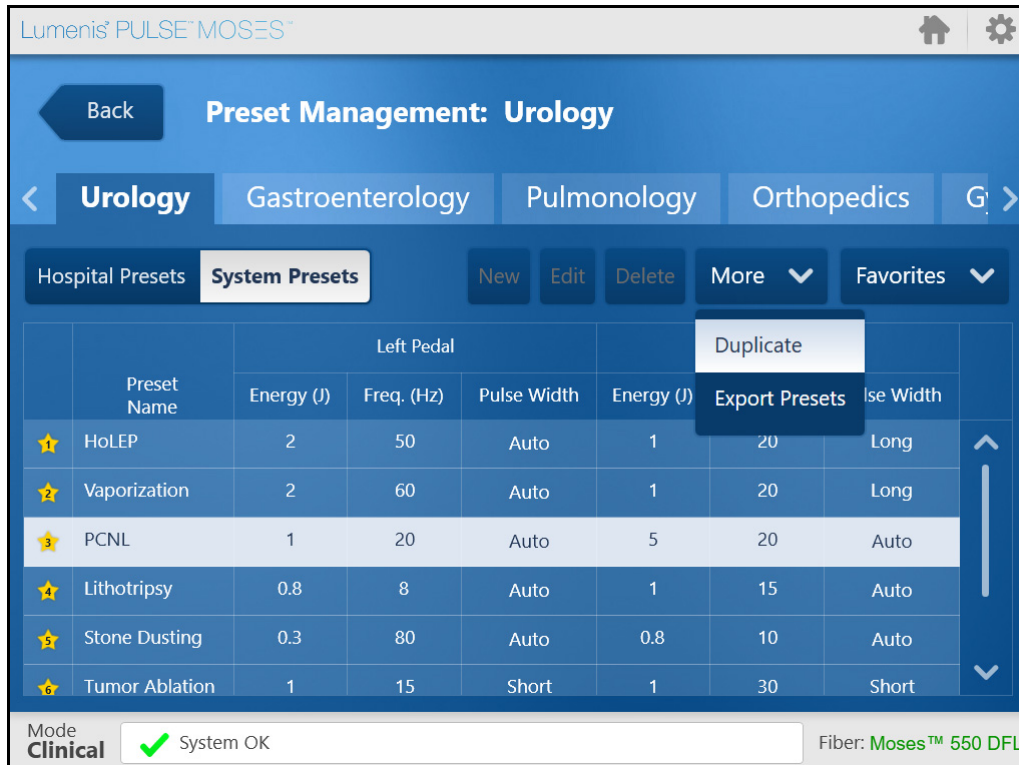 Lumenis® PULSE™ MOSES™
Back
Preset Management: Urology
Urology Gastroenterology Pulmonology Orthopedics Gy
Hospital Presets System Presets New Edit Delete More Favorites
Left Pedal Duplicate
Preset Name Energy (J) Freq. (Hz) Pulse Width Energy (J) Export Presets lse Width
1 HoLEP 2 50 Auto 1 20 Long
2 Vaporization 2 60 Auto 1 20 Long
3 PCNL 1 20 Auto 5 20 Auto
4 Lithotripsy 0.8 8 Auto 1 15 Auto
5 Stone Dusting 0.3 80 Auto 0.8 10 Auto
6 Tumor Ablation 1 15 Short 1 30 Short
Mode
Clinical System OK Fiber: Moses™ 550 DFL